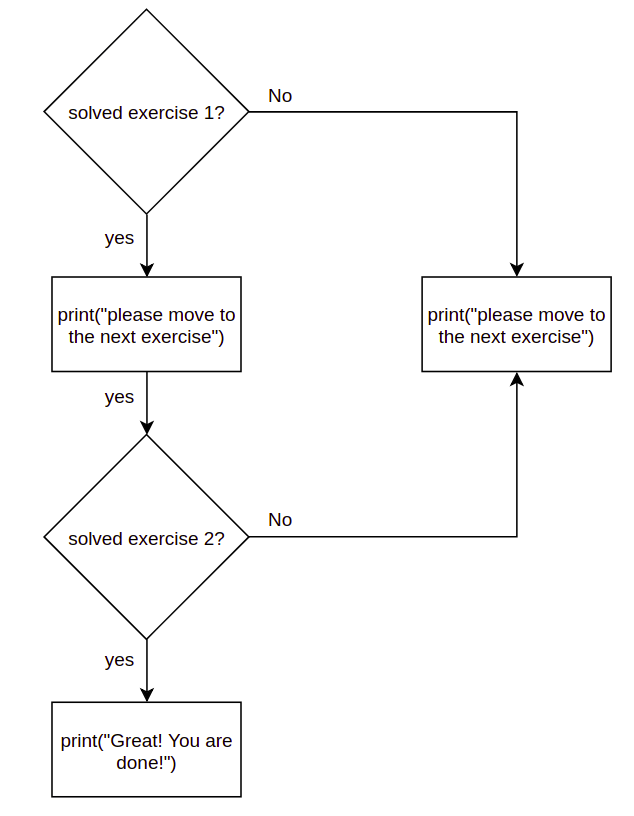 solved exercise 1?
No
yes
print("please move to
the next exercise")
print("please move to
the next exercise")
yes
solved exercise 2?
No
yes
print("Great! You are
done!")